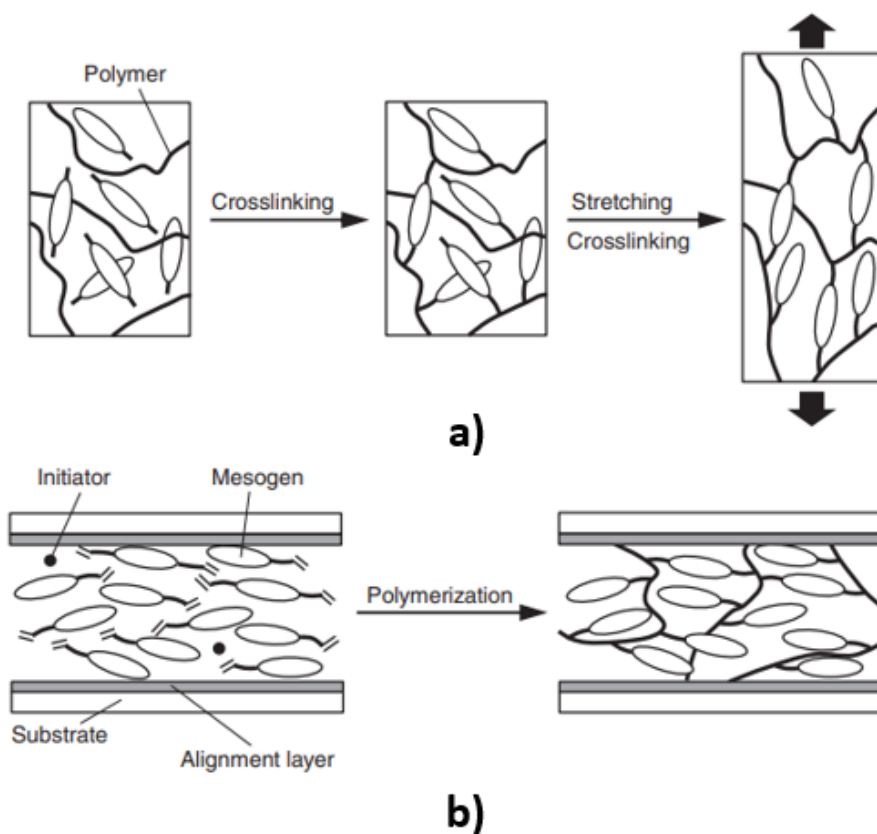 Polymer
Crosslinking
Stretching
Crosslinking
a)
Initiator
Mesogen
Polymerization
Substrate
Alignment layer
b)